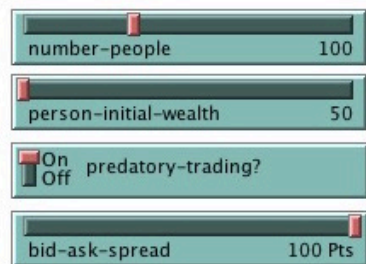 number-people 100
person-initial-wealth 50
On
Off
predatory-trading?
bid-ask-spread 100 Pts